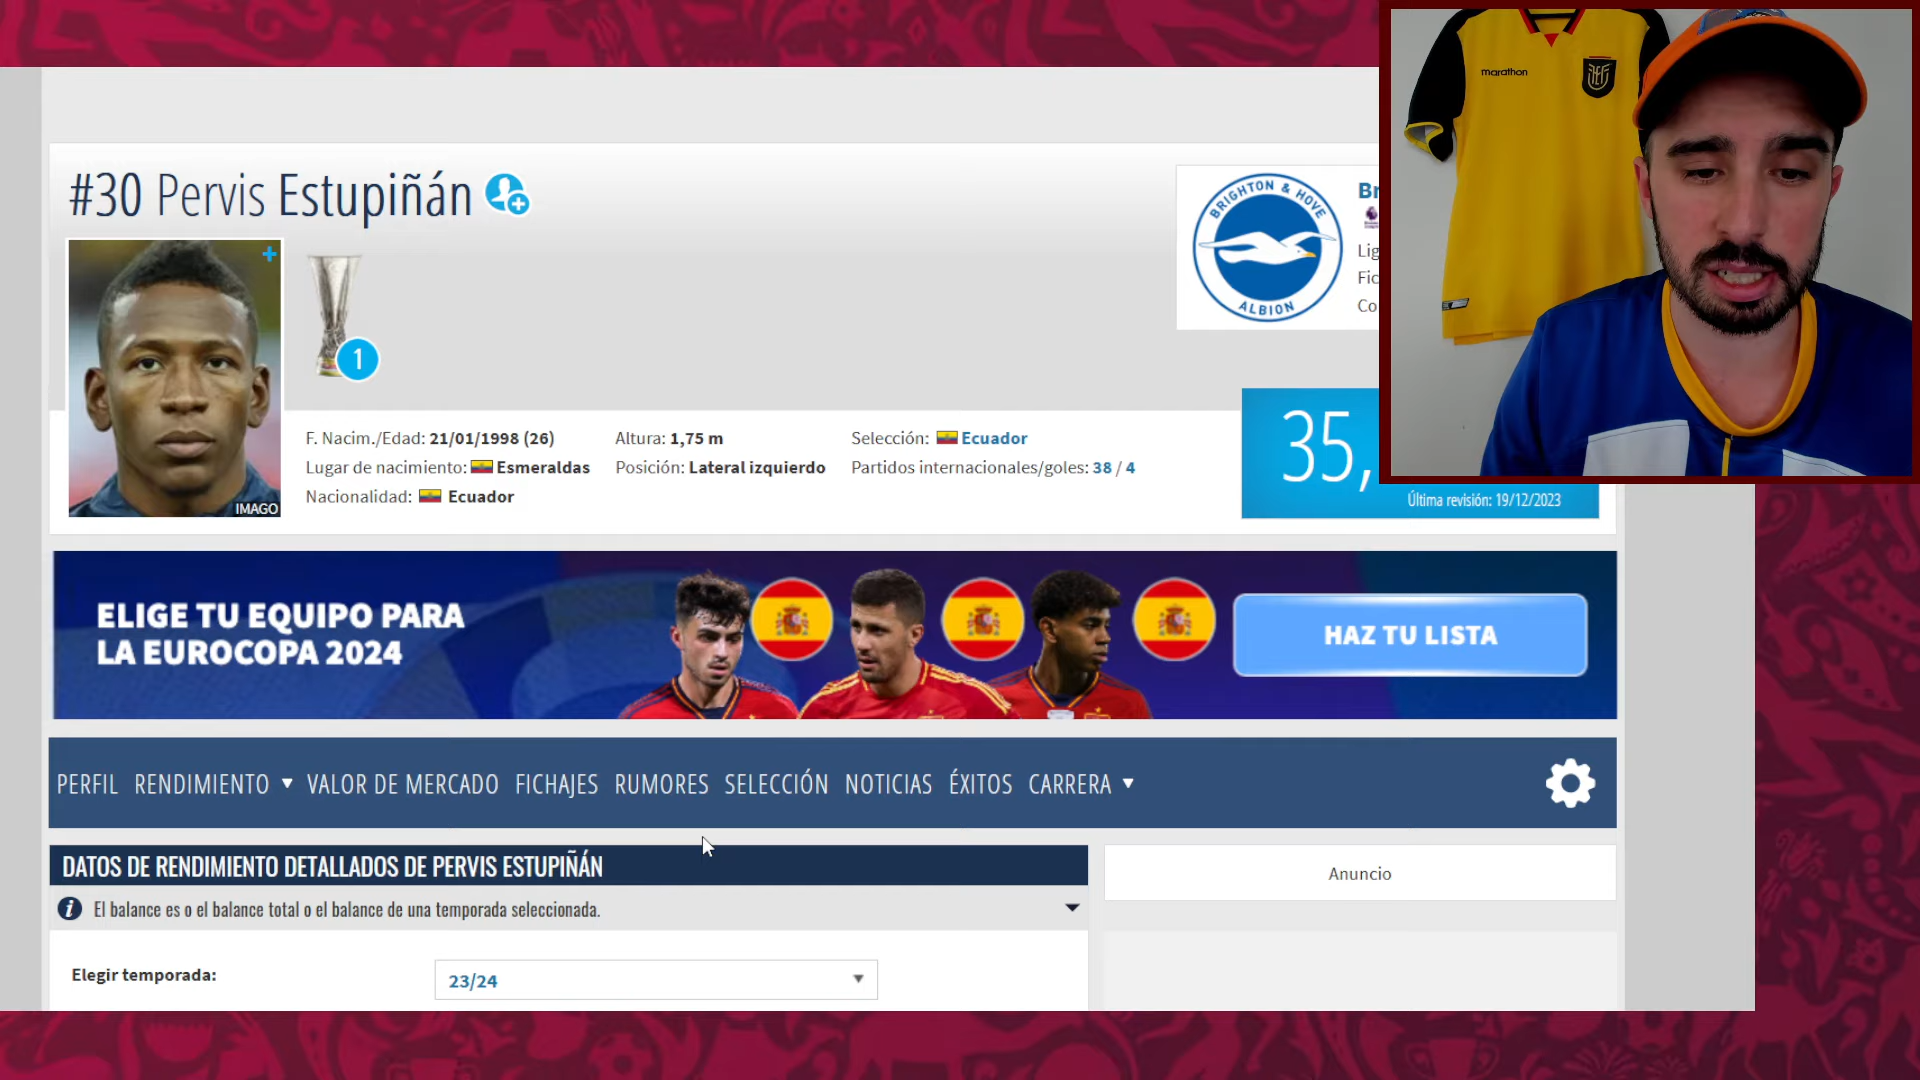 #30 Pervis Estupiñán
IMAGO
1
BRIGHTON & HOVE
ALBION
Br
Lig
Fic
Co
F. Nacim./Edad: 21/01/1998 (26)
Lugar de nacimiento: Esmeraldas
Nacionalidad: Ecuador
Altura: 1,75 m
Posición: Lateral izquierdo
Selección: Ecuador
Partidos internacionales/goles: 38 / 4
35,
Última revisión: 19/12/2023
marathon
ELIGE TU EQUIPO PARA
LA EUROCOPA 2024
HAZ TU LISTA
PERFIL RENDIMIENTO VALOR DE MERCADO FICHAJES RUMORES SELECCIÓN NOTICIAS ÉXITOS CARRERA
DATOS DE RENDIMIENTO DETALLADOS DE PERVIS ESTUPIÑÁN
El balance es o el balance total o el balance de una temporada seleccionada.
Anuncio
Elegir temporada:
23/24